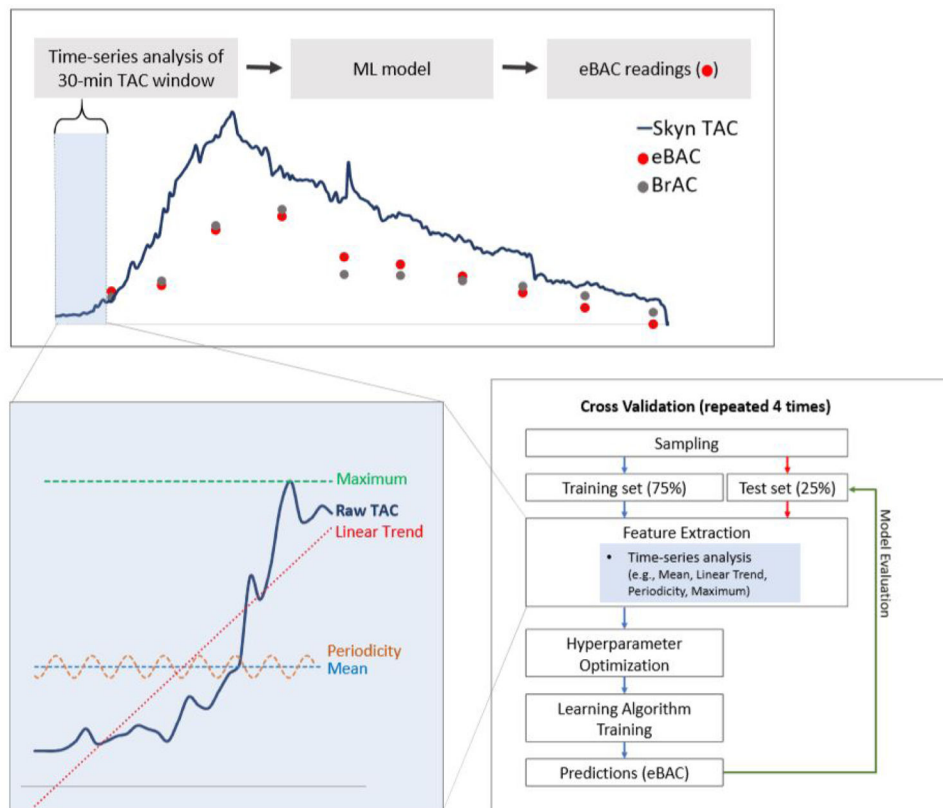 Time-series analysis of
30-min TAC window
ML model
eBAC readings (●)
Skyn TAC
eBAC
BrAC
Maximum
Raw TAC
Linear Trend
Periodicity
Mean
Cross Validation (repeated 4 times)
Sampling
Training set (75%)
Test set (25%)
Feature Extraction
• Time-series analysis
(e.g., Mean, Linear Trend,
Periodicity, Maximum)
Hyperparameter
Optimization
Learning Algorithm
Training
Predictions (eBAC)
Model Evaluation